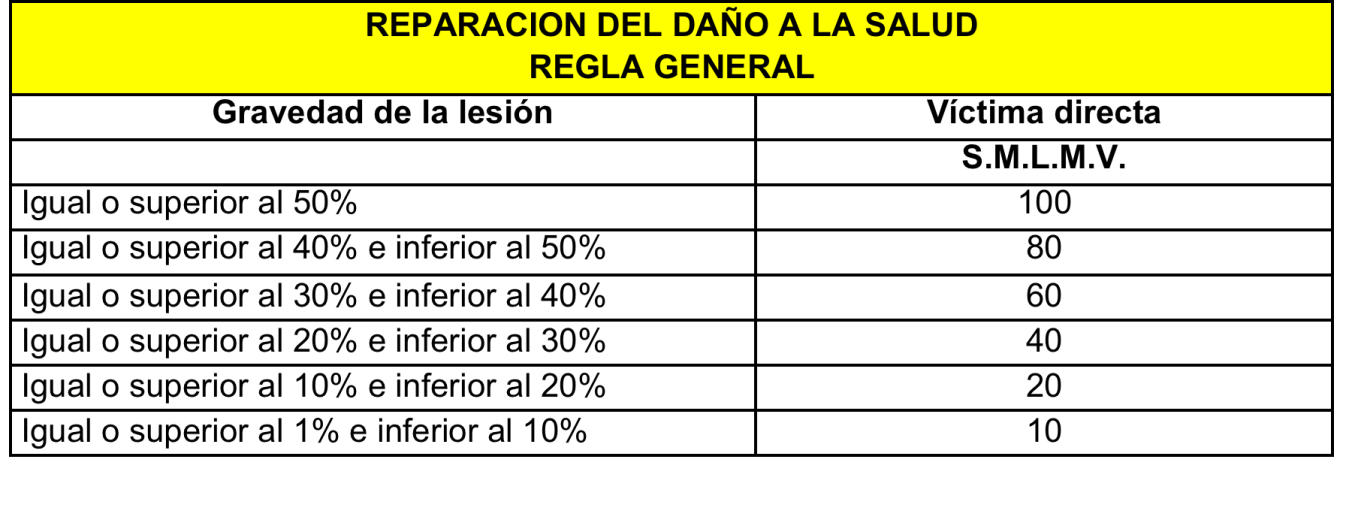 REPARACION DEL DAÑO A LA SALUD
REGLA GENERAL
Gravedad de la lesión Víctima directa
S.M.L.M.V.
Igual o superior al 50% 100
Igual o superior al 40% e inferior al 50% 80
Igual o superior al 30% e inferior al 40% 60
Igual o superior al 20% e inferior al 30% 40
Igual o superior al 10% e inferior al 20% 20
Igual o superior al 1% e inferior al 10% 10